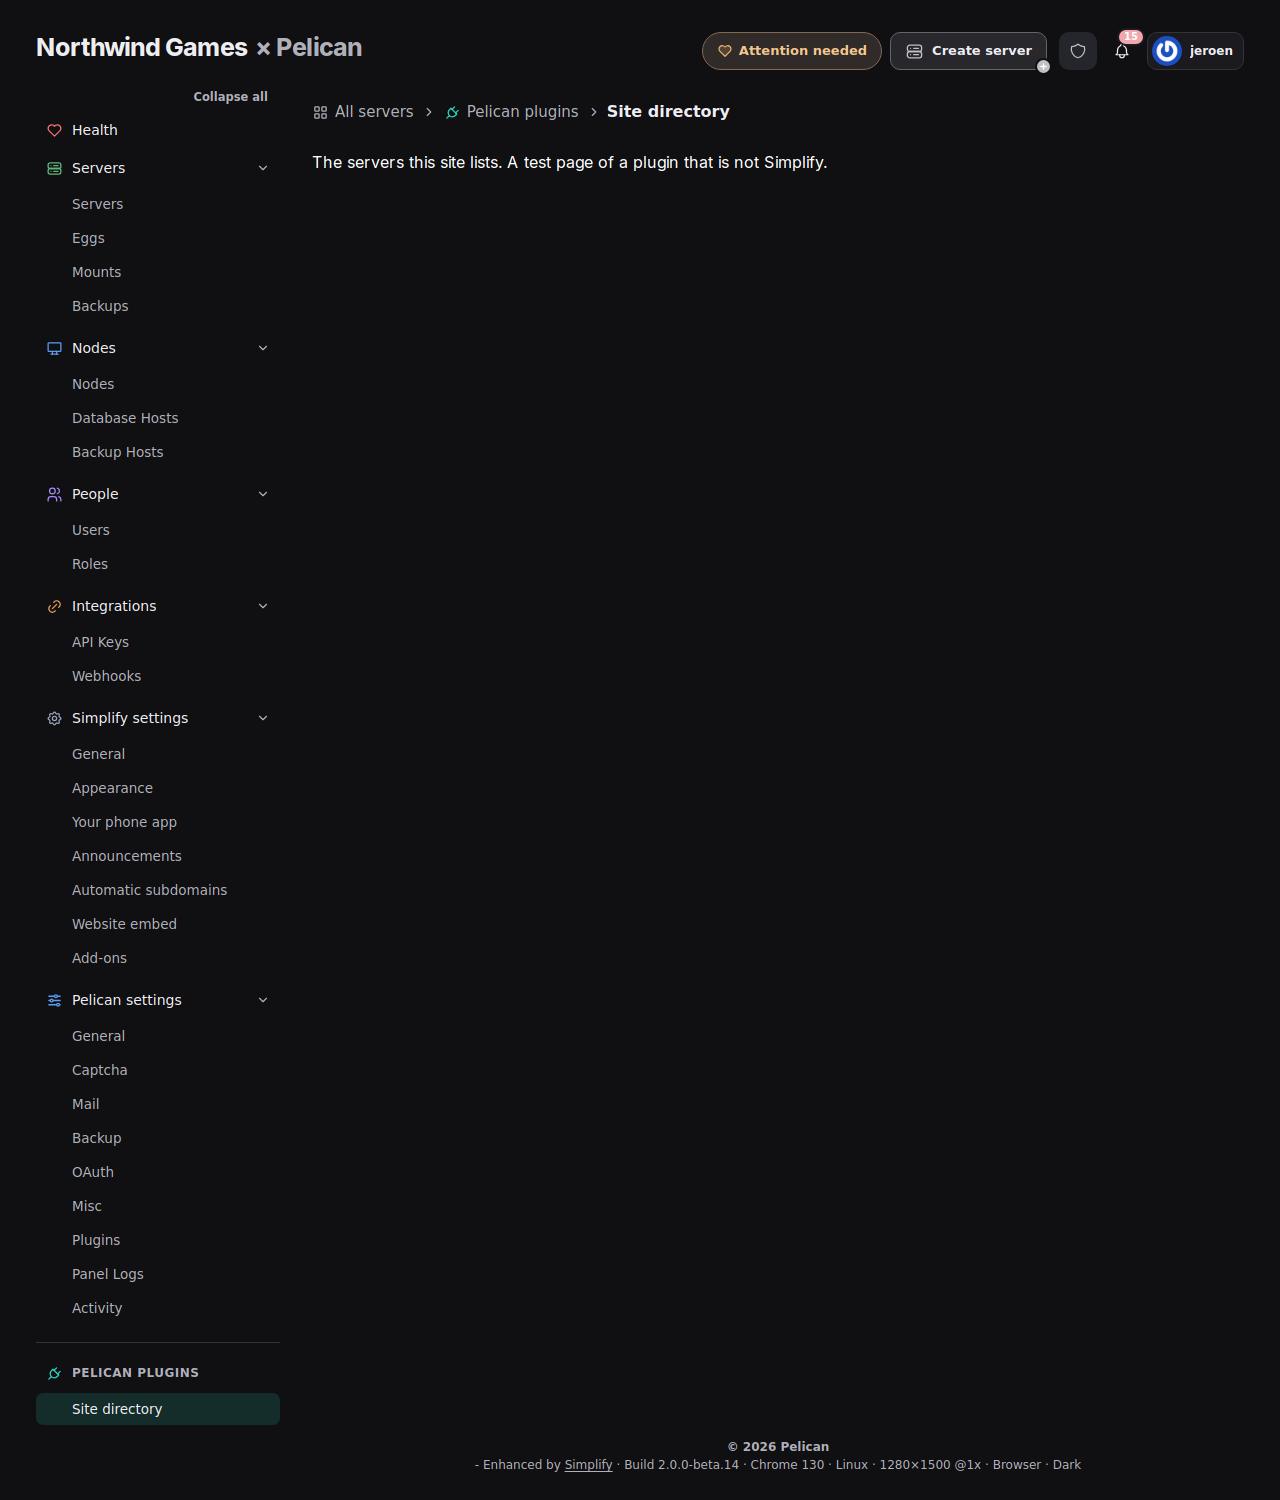 Northwind Games × Pelican
Attention needed
Create server
15
jeroen
Collapse all
All servers > Pelican plugins > Site directory
The servers this site lists. A test page of a plugin that is not Simplify.
Health
Servers
Servers
Eggs
Mounts
Backups
Nodes
Nodes
Database Hosts
Backup Hosts
People
Users
Roles
Integrations
API Keys
Webhooks
Simplify settings
General
Appearance
Your phone app
Announcements
Automatic subdomains
Website embed
Add-ons
Pelican settings
General
Captcha
Mail
Backup
OAuth
Misc
Plugins
Panel Logs
Activity
PELICAN PLUGINS
Site directory
© 2026 Pelican
- Enhanced by Simplify · Build 2.0.0-beta.14 · Chrome 130 · Linux · 1280×1500 @1x · Browser · Dark